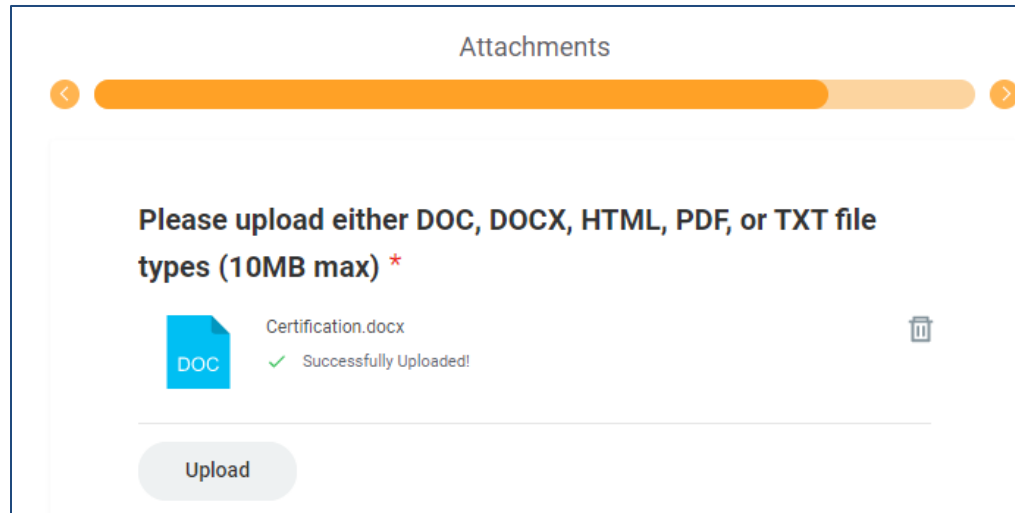 Attachments
Please upload either DOC, DOCX, HTML, PDF, or TXT file
types (10MB max) *
Certification.docx
DOC
Successfully Uploaded!
Upload